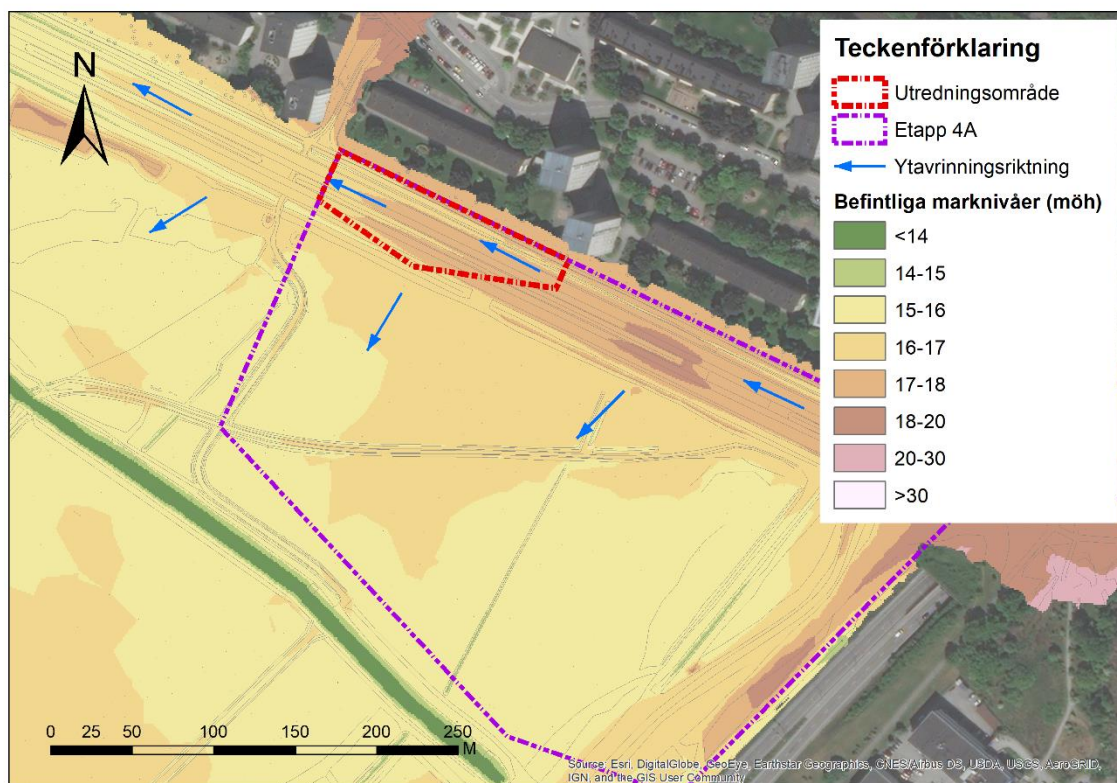 N
Teckenförklaring
Utredningsområde
Etapp 4A
Ytavrinningsriktning
Befintliga marknivåer (möh)
<14
14-15
15-16
16-17
17-18
18-20
20-30
>30
0 25 50 100 150 200 250
M
Source: Esri, DigitalGlobe, GeoEye, Earthstar Geographics, CNES/Airbus DS, USDA, USGS, AeroGRID,
IGN, and the GIS User Community